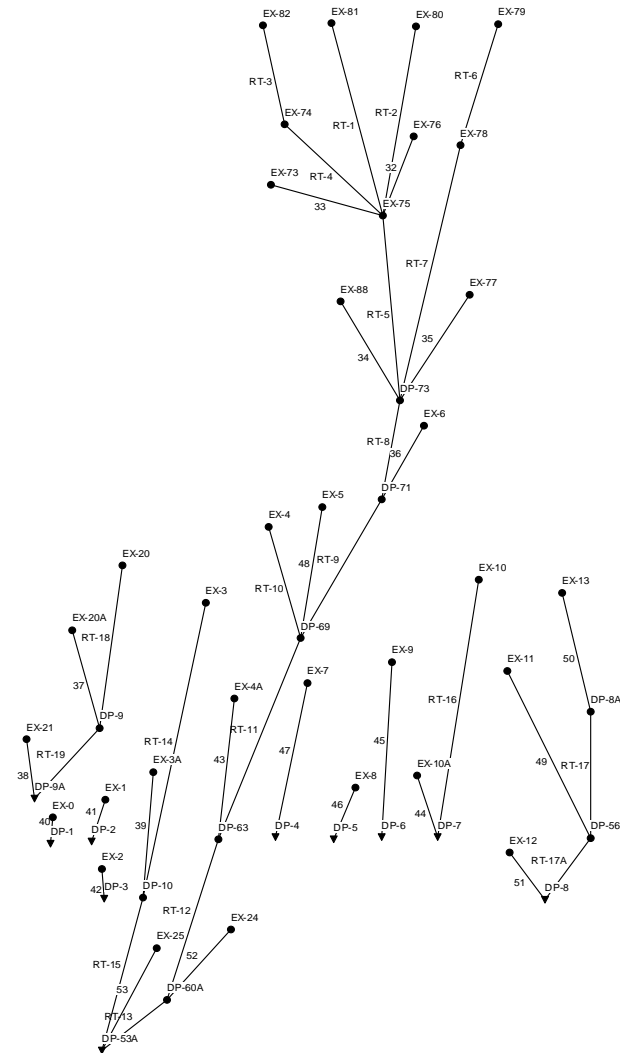 EX-82
EX-81
EX-80
EX-79
RT-3
RT-6
EX-74
RT-1
RT-2
EX-76
EX-78
EX-73
RT-4
32
33
EX-75
RT-7
EX-88
EX-77
RT-5
34
35
DP-73
EX-6
RT-8
36
DP-71
EX-5
EX-4
48
RT-9
RT-10
EX-20
EX-10
EX-13
EX-3
EX-20A
RT-18
DP-69
EX-9
EX-11
50
37
EX-7
EX-4A
RT-16
DP-8A
DP-9
EX-21
RT-11
RT-14
45
RT-19
47
43
49
RT-17
38
EX-3A
EX-10A
DP-9A
EX-8
EX-1
46
41
44
EX-0
40
39
DP-1
DP-2
DP-63
DP-4
DP-5
DP-6
DP-7
DP-56
EX-2
EX-12
RT-17A
42
DP-3
DP-10
51
DP-8
RT-12
EX-24
EX-25
52
RT-15
53
DP-60A
RT-13
DP-53A